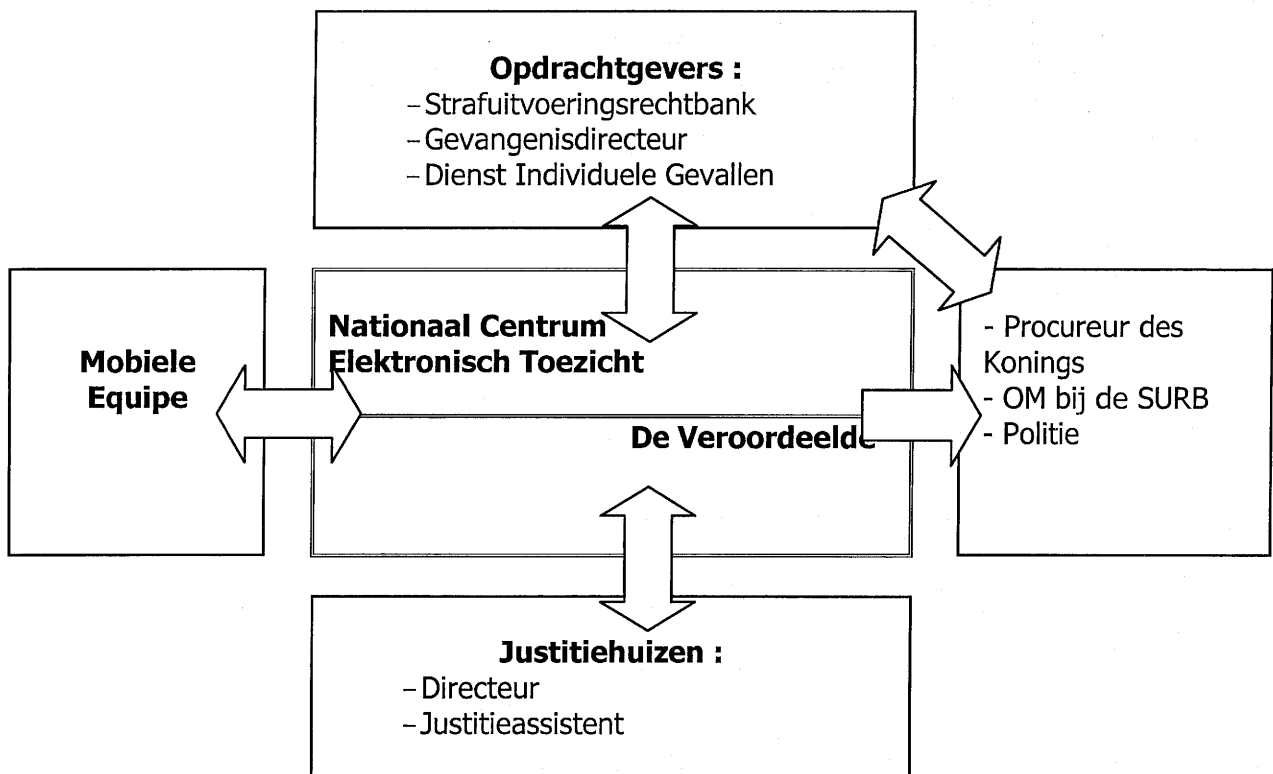 Opdrachtgevers :
–Strafuitvoeringsrechtbank
–Gevangenisdirecteur
–Dienst Individuele Gevallen
Mobiele
Equipe
Nationaal Centrum
Elektronisch Toezicht
De Veroordeelde
- Procureur des
Konings
- OM bij de SURB
- Politie
Justitiehuizen :
–Directeur
–Justitieassistent